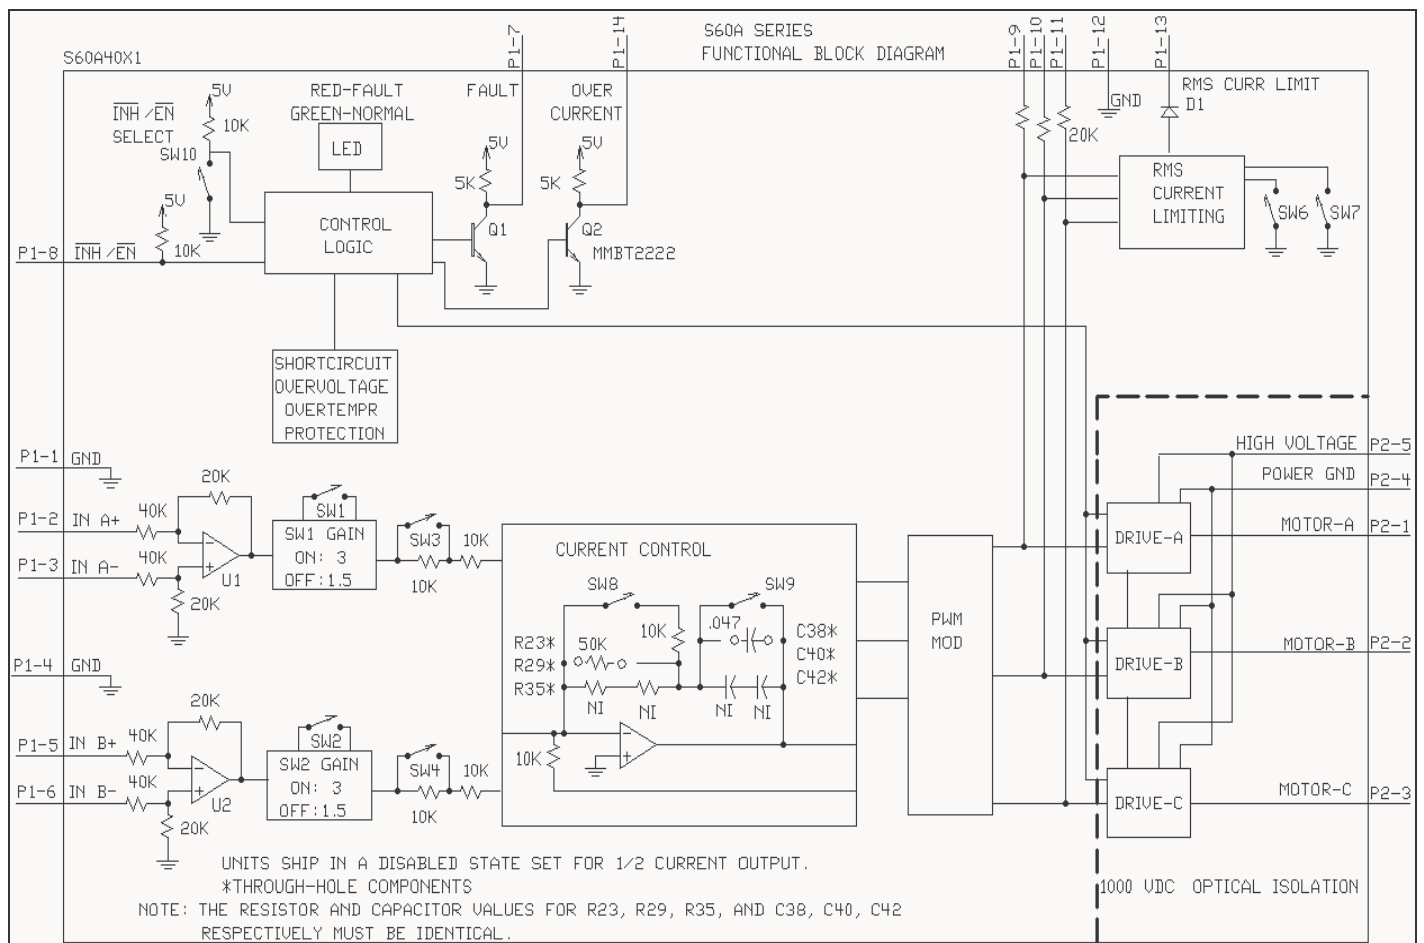 S60A SERIES
FUNCTIONAL BLOCK DIAGRAM
S60A40X1
P1-7
P1-14
P1-9
P1-10
P1-11
P1-12
P1-13
INH/EN
SELECT
5V
10K
SW10
RED-FAULT
GREEN-NORMAL
LED
FAULT
OVER
CURRENT
5V
5K
5V
5K
GND
RMS CURR LIMIT
D1
20K
RMS
CURRENT
LIMITING
SW6
SW7
5V
10K
P1-8
INH/EN
CONTROL
LOGIC
Q1
Q2
MMBT2222
SHORTCIRCUIT
OVERVOLTAGE
OVERTEMPR
PROTECTION
P1-1
GND
20K
P1-2
IN A+
40K
P1-3
IN A-
40K
U1
20K
SW1
SW1 GAIN
ON: 3
OFF:1.5
SW3
10K
10K
CURRENT CONTROL
SW8
SW9
R23*
R29*
R35*
50K
10K
.047
C38*
C40*
C42*
NI
NI
NI
NI
10K
PWM
MOD
HIGH VOLTAGE
P2-5
POWER GND
P2-4
MOTOR-A
P2-1
DRIVE-A
MOTOR-B
P2-2
DRIVE-B
MOTOR-C
P2-3
DRIVE-C
P1-4
GND
20K
P1-5
IN B+
40K
P1-6
IN B-
40K
U2
20K
SW2
SW2 GAIN
ON: 3
OFF:1.5
SW4
10K
10K
UNITS SHIP IN A DISABLED STATE SET FOR 1/2 CURRENT OUTPUT.
*THROUGH-HOLE COMPONENTS
NOTE: THE RESISTOR AND CAPACITOR VALUES FOR R23, R29, R35, AND C38, C40, C42
RESPECTIVELY MUST BE IDENTICAL.
1000 VDC OPTICAL ISOLATION